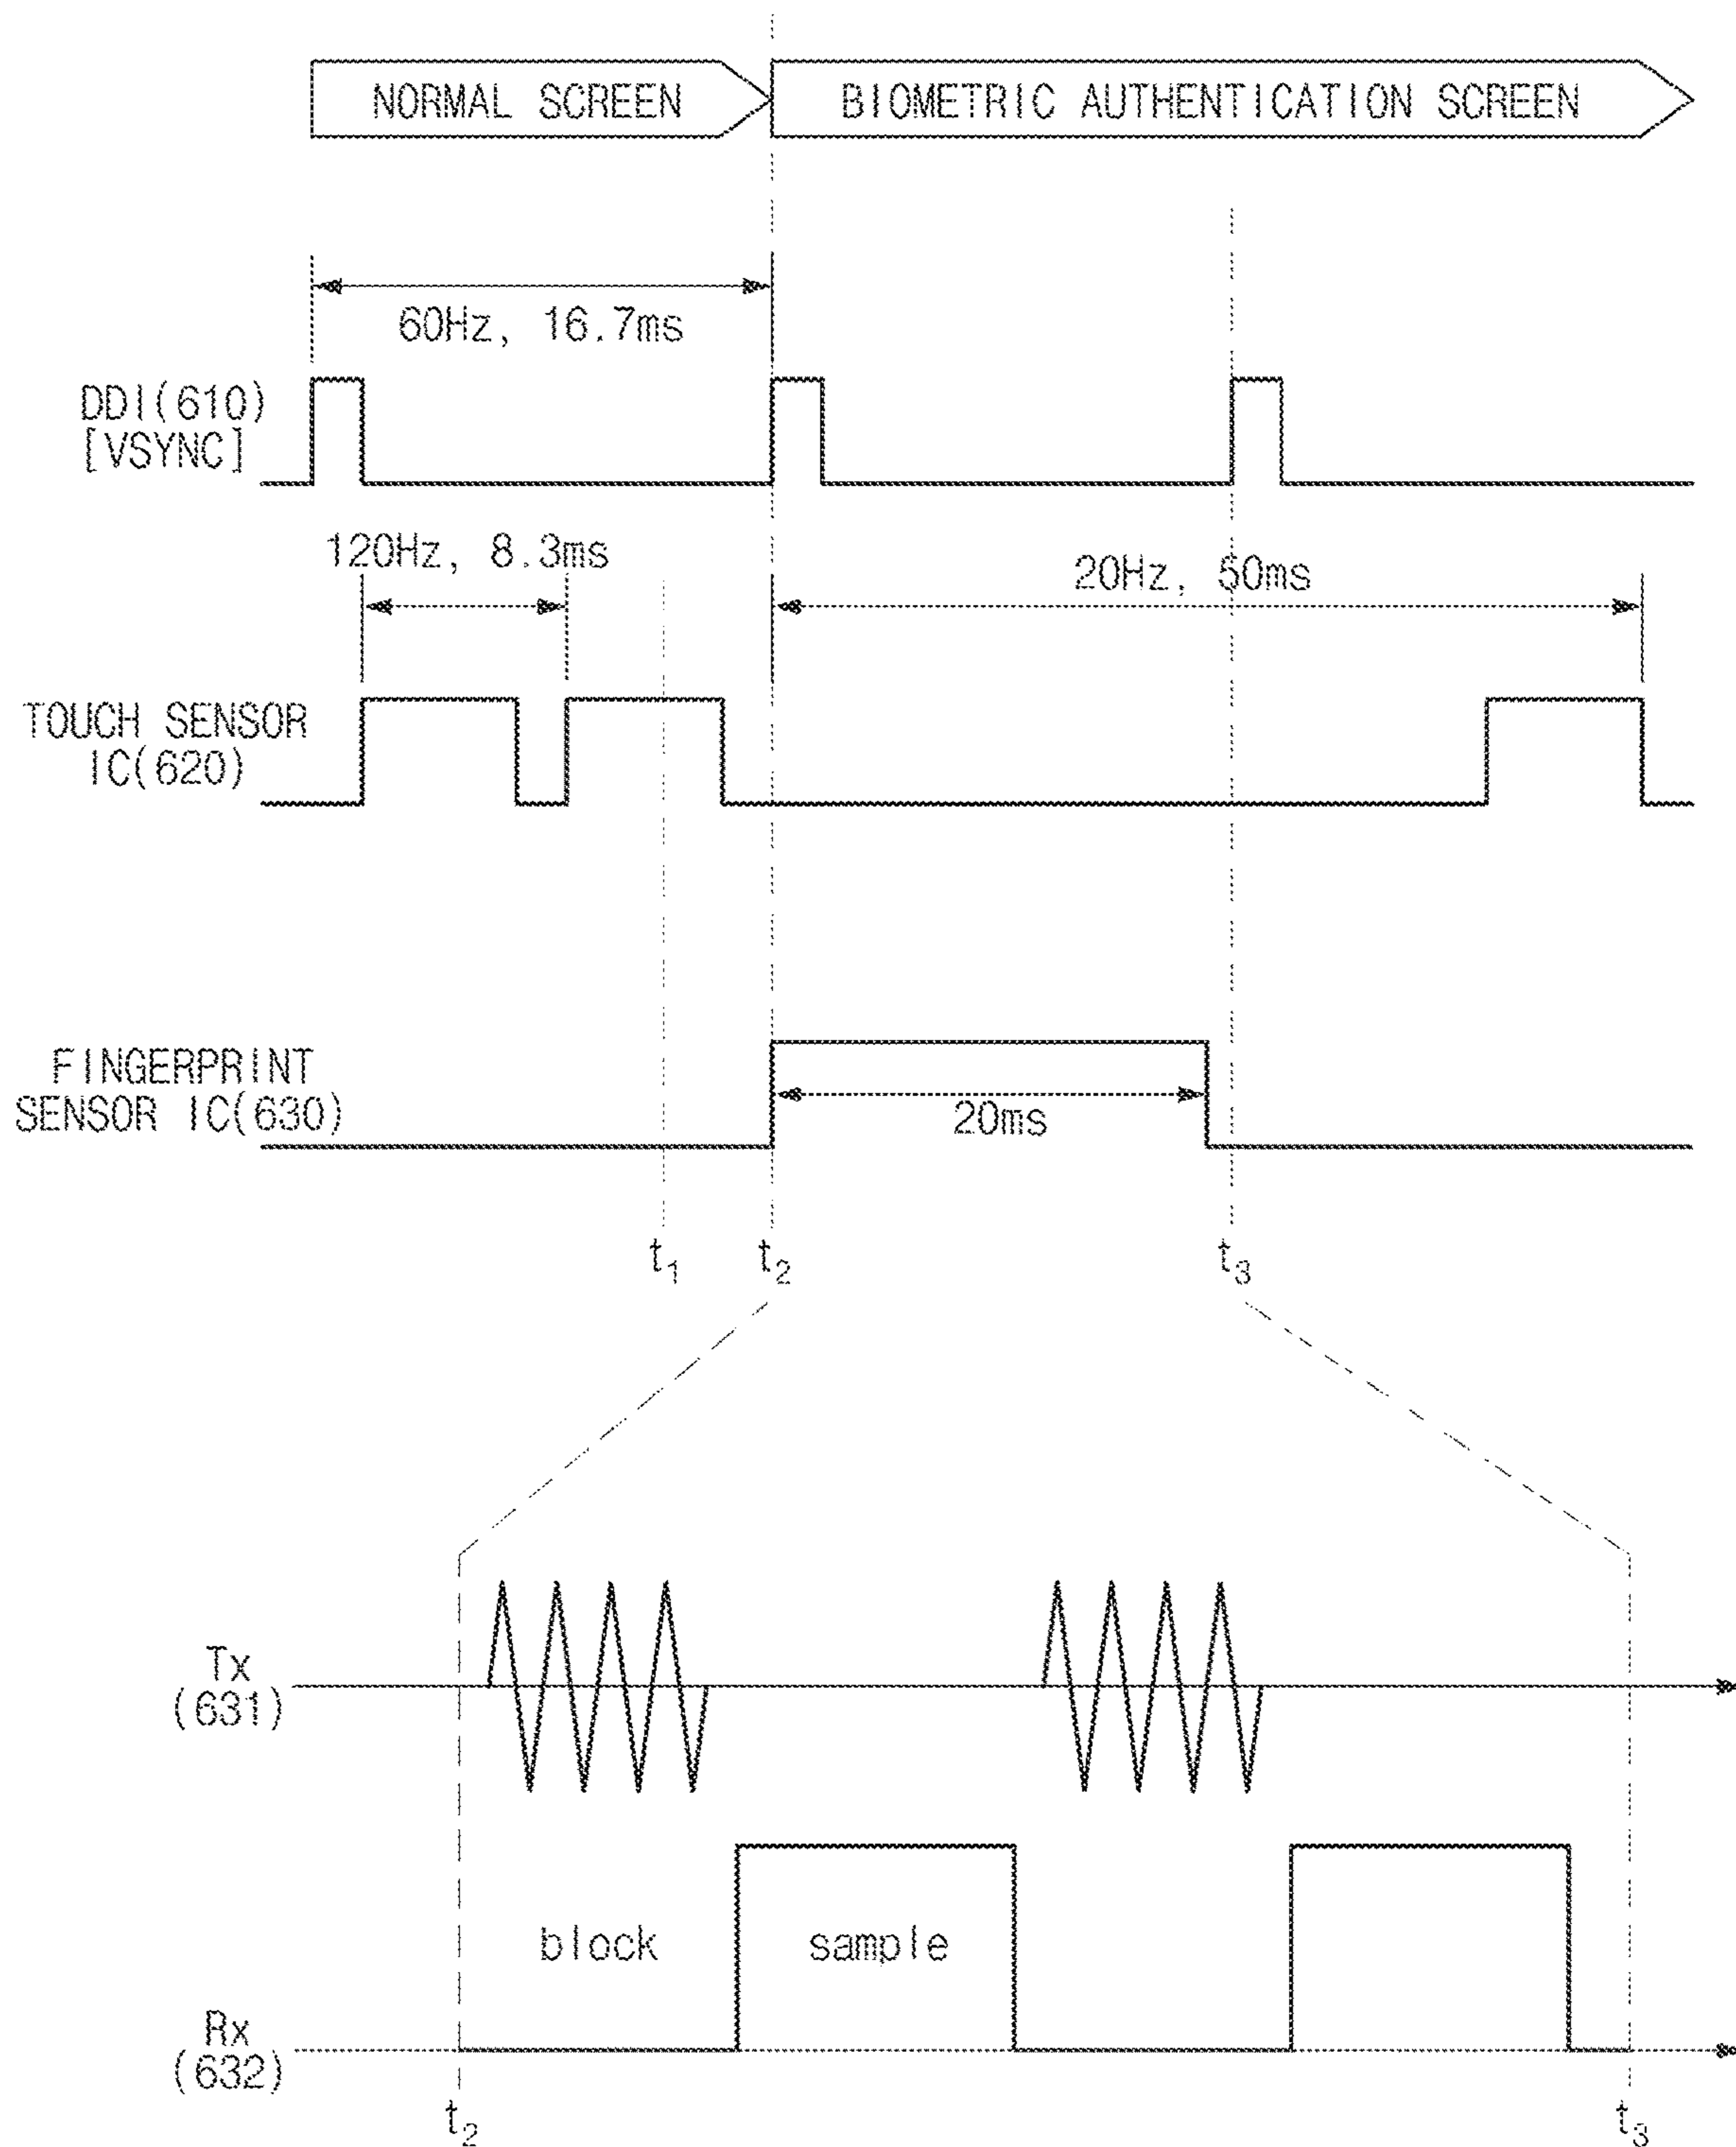 NORMAL SCREEN
BIOMETRIC AUTHENTICATION SCREEN
60Hz, 16.7ms
DDI(610)
[VSYNC]
120Hz, 8.3ms
20Hz, 50ms
TOUCH SENSOR
IC(620)
FINGERPRINT
SENSOR IC(630)
20ms
t1
t2
t3
Tx
(631)
block
sample
Rx
(632)
t2
t3